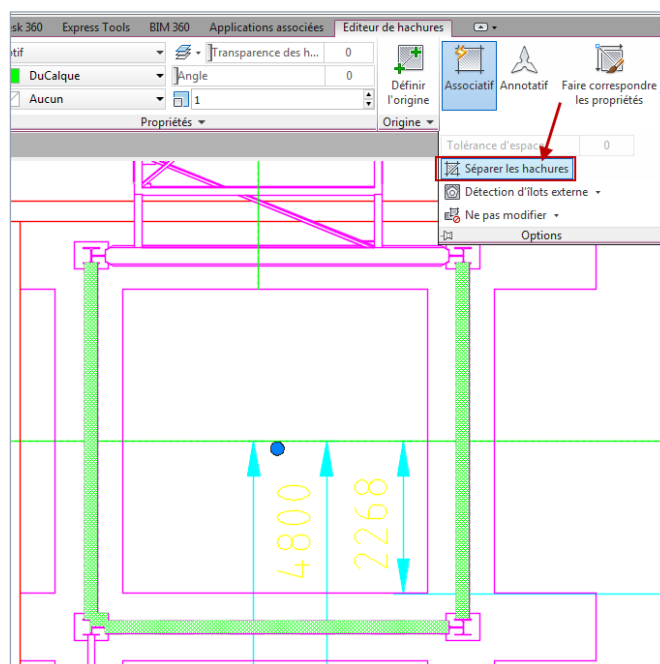 sk 360 Express Tools BIM 360 Applications associées Editeur de hachures
tif Transparence des h... 0
DuCalque Angle 0
Aucun 1
Propriétés
Définir
l'origine
Origine
Associatif Annotatif Faire correspondre
les propriétés
Tolérance d'espace 0
Séparer les hachures
Détection d'îlots externe
Ne pas modifier
Options
4800
2268